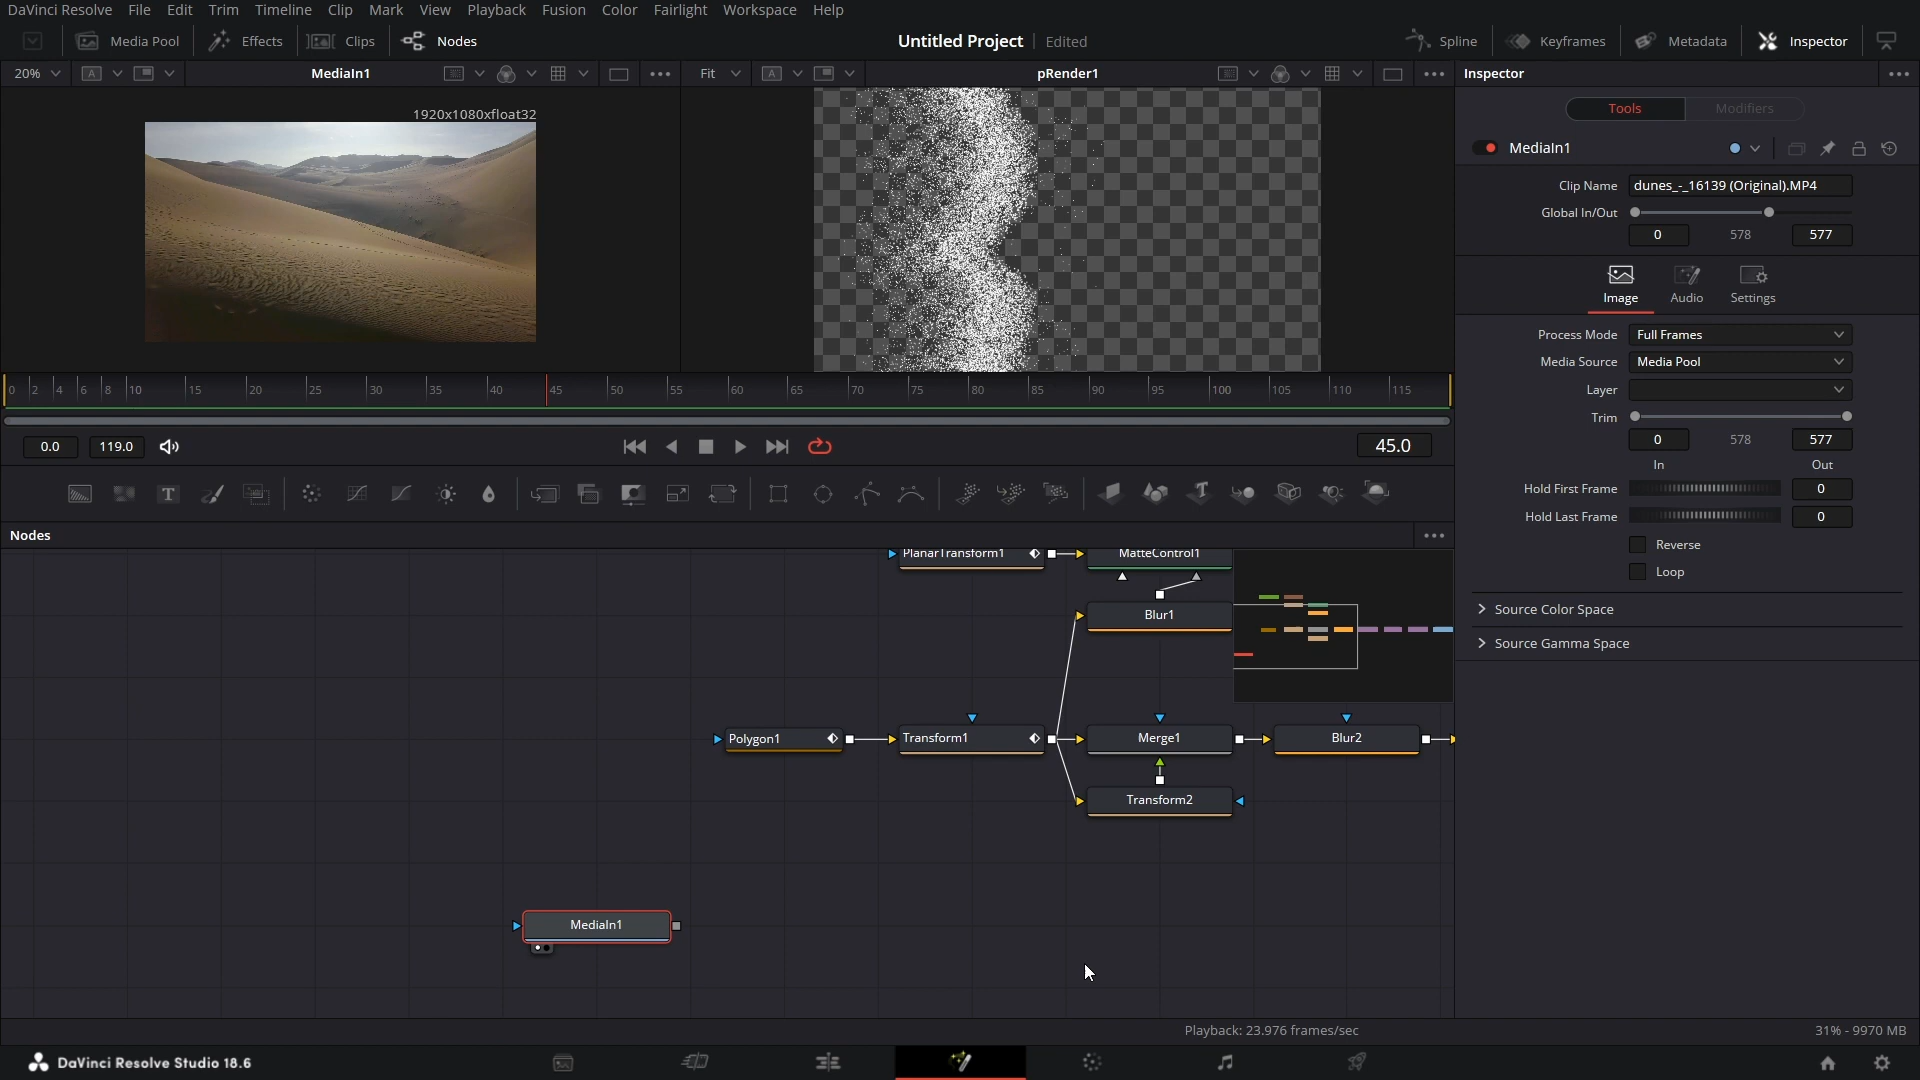 DaVinci Resolve File Edit Trim Timeline Clip Mark View Playback Fusion Color Fairlight Workspace Help
Media Pool Effects Clips Nodes Untitled Project Edited Spline Keyframes Metadata Inspector
20% A MediaIn1 Fit A pRender1 Inspector
1920x1080xfloat32
Tools Modifiers
MediaIn1
Clip Name dunes_-_16139 (Original).MP4
Global In/Out
0 578 577
Image Audio Settings
Process Mode Full Frames
Media Source Media Pool
Layer
Trim
0 2 4 6 8 10 15 20 25 30 35 40 45 50 55 60 65 70 75 80 85 90 95 100 105 110 115
0 578 577
In Out
0.0 119.0 45.0
Hold First Frame 0
Hold Last Frame 0
T T
Nodes
Reverse
Loop
PlanarTransform1 MatteControl1
Source Color Space
Blur1
Source Gamma Space
Polygon1 Transform1 Merge1 Blur2
Transform2
MediaIn1
Playback: 23.976 frames/sec 31% - 9970 MB
DaVinci Resolve Studio 18.6